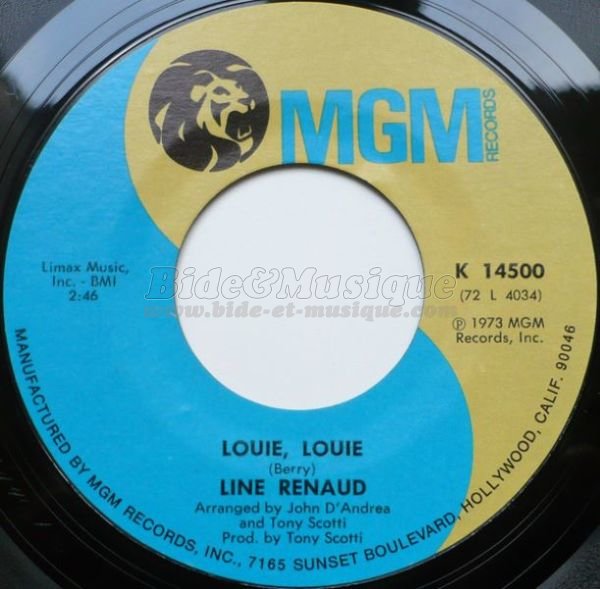 MGM
RECORDS
Limax Music,
Inc. - BMI
2:46
K 14500
(72 L 4034)
℗ 1973 MGM
Records, Inc.
Bide&Musique
www.bide-et-musique.com
LOUIE, LOUIE
(Berry)
LINE RENAUD
Arranged by John D'Andrea
and Tony Scotti
Prod. by Tony Scotti
MANUFACTURED BY MGM RECORDS, INC., 7165 SUNSET BOULEVARD, HOLLYWOOD, CALIF. 90046